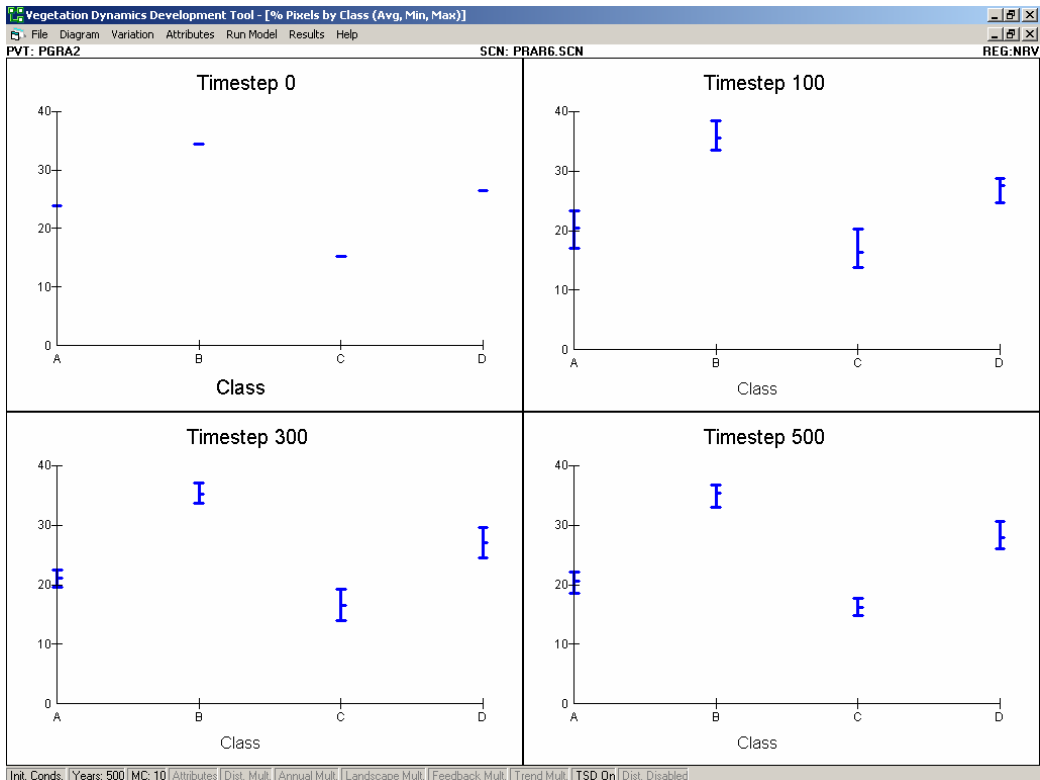 Vegetation Dynamics Development Tool - [% Pixels by Class (Avg, Min, Max)]
File Diagram Variation Attributes Run Model Results Help
PVT: PGRA2 SCN: PRAR6.SCN REG:NRV
Timestep 0
40
30
20
10
0
A B C D
Class
Timestep 100
40
30
20
10
0
A B C D
Class
Timestep 300
40
30
20
10
0
A B C D
Class
Timestep 500
40
30
20
10
0
A B C D
Class
Init. Conds. Years: 500 MC: 10 Attributes Dist. Mult. Annual Mult. Landscape Mult. Feedback Mult. Trend Mult. TSD On Dist. Disabled